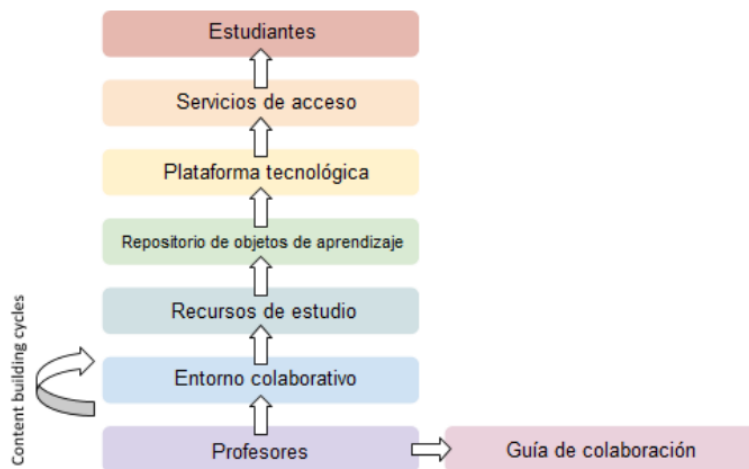 Estudiantes
Servicios de acceso
Plataforma tecnológica
Repositorio de objetos de aprendizaje
Recursos de estudio
Content building cycles
Entorno colaborativo
Profesores
Guía de colaboración